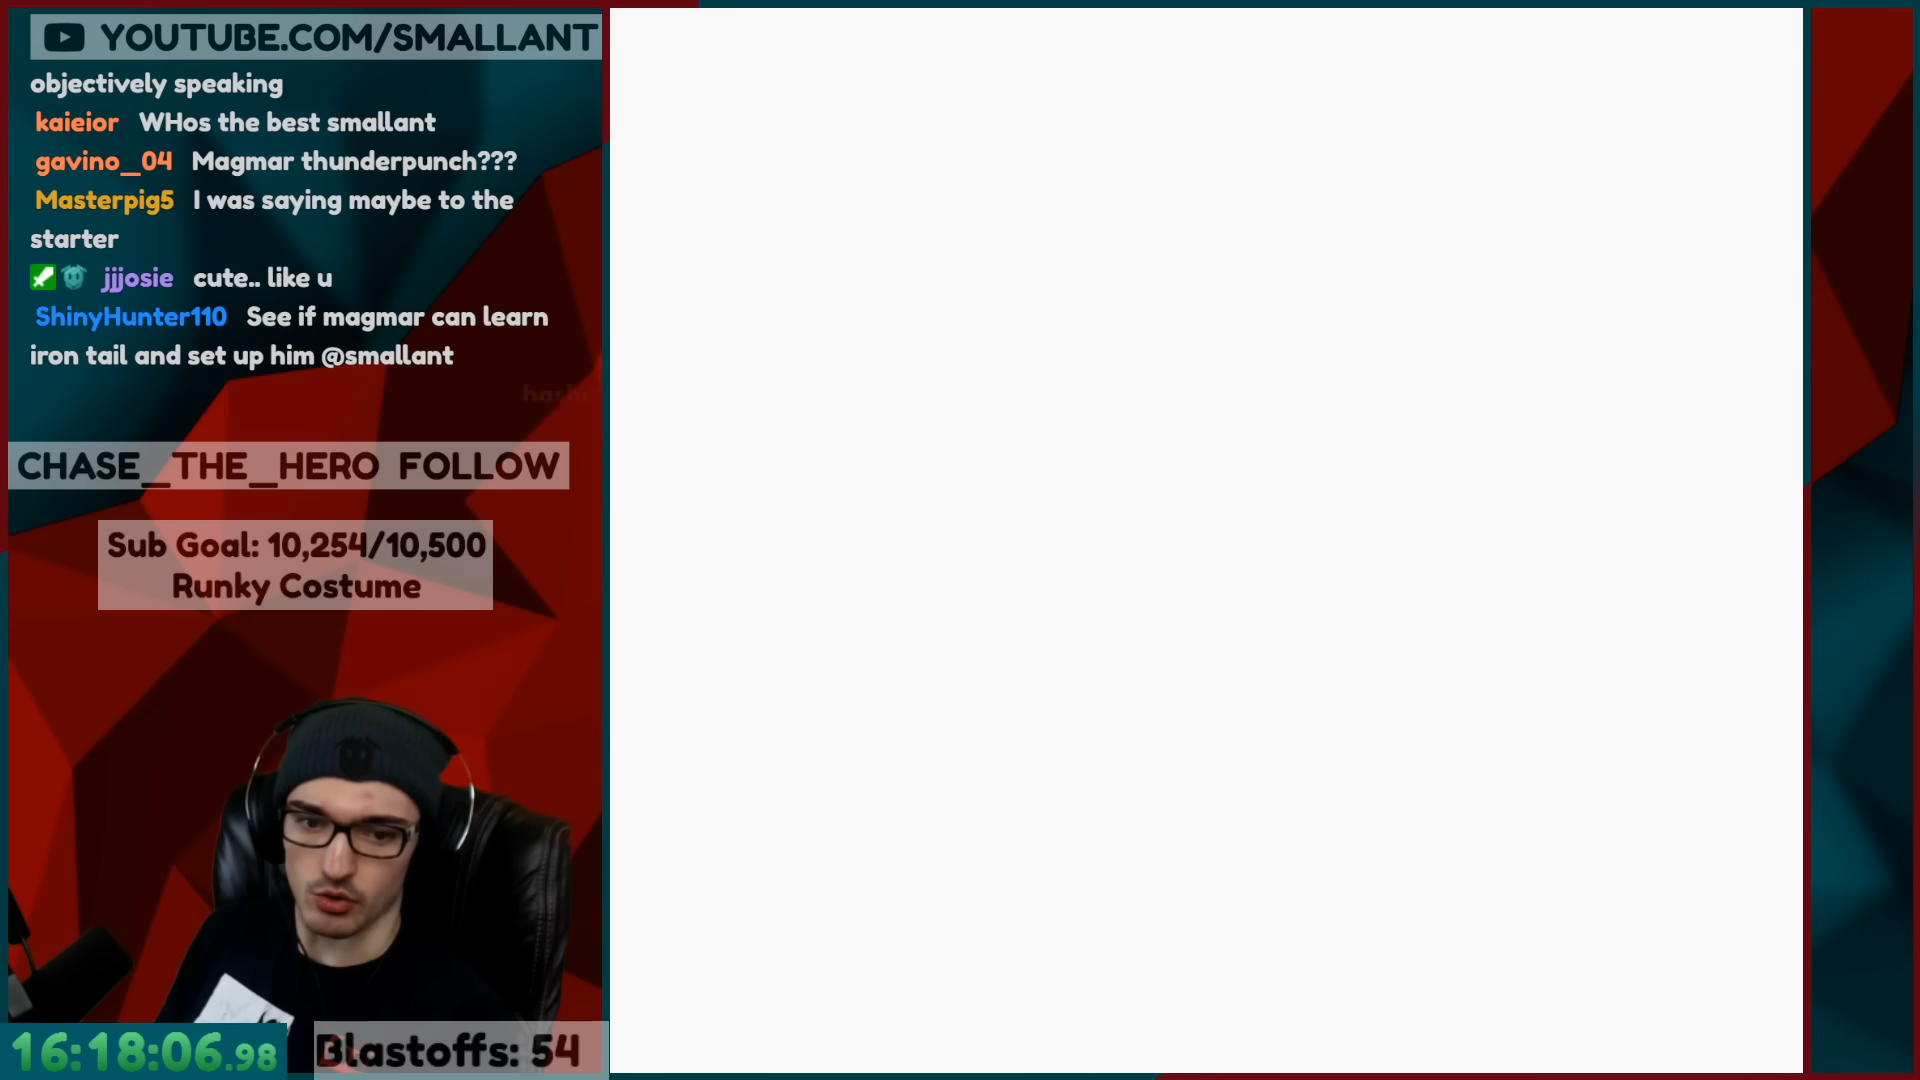 YOUTUBE.COM/SMALLANT
objectively speaking
kaieior WHos the best smallant
gavino__04 Magmar thunderpunch???
Masterpig5 I was saying maybe to the
starter
jjjosie cute.. like u
ShinyHunter110 See if magmar can learn
iron tail and set up him @smallant
CHASE__THE__HERO FOLLOW
Sub Goal: 10,254/10,500
Runky Costume
16:18:06.98
Blastoffs: 54